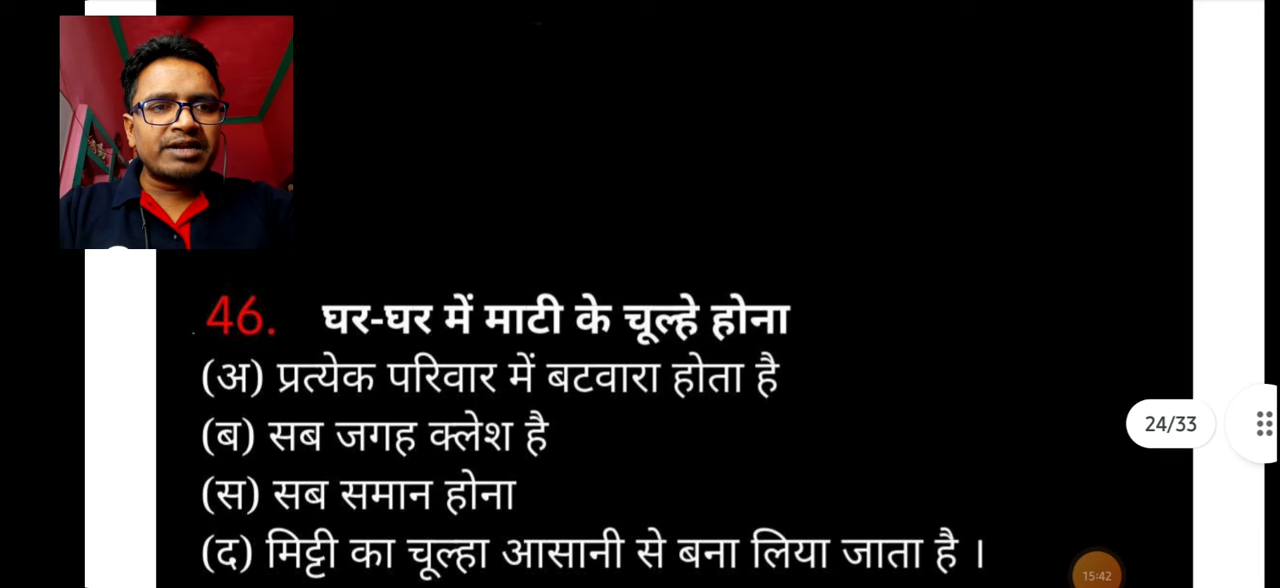 46. घर-घर में माटी के चूल्हे होना
(अ) प्रत्येक परिवार में बटवारा होता है
(ब) सब जगह क्लेश है
(स) सब समान होना
24/33
(द) मिट्टी का चूल्हा आसानी से बना लिया जाता है ।
15:42